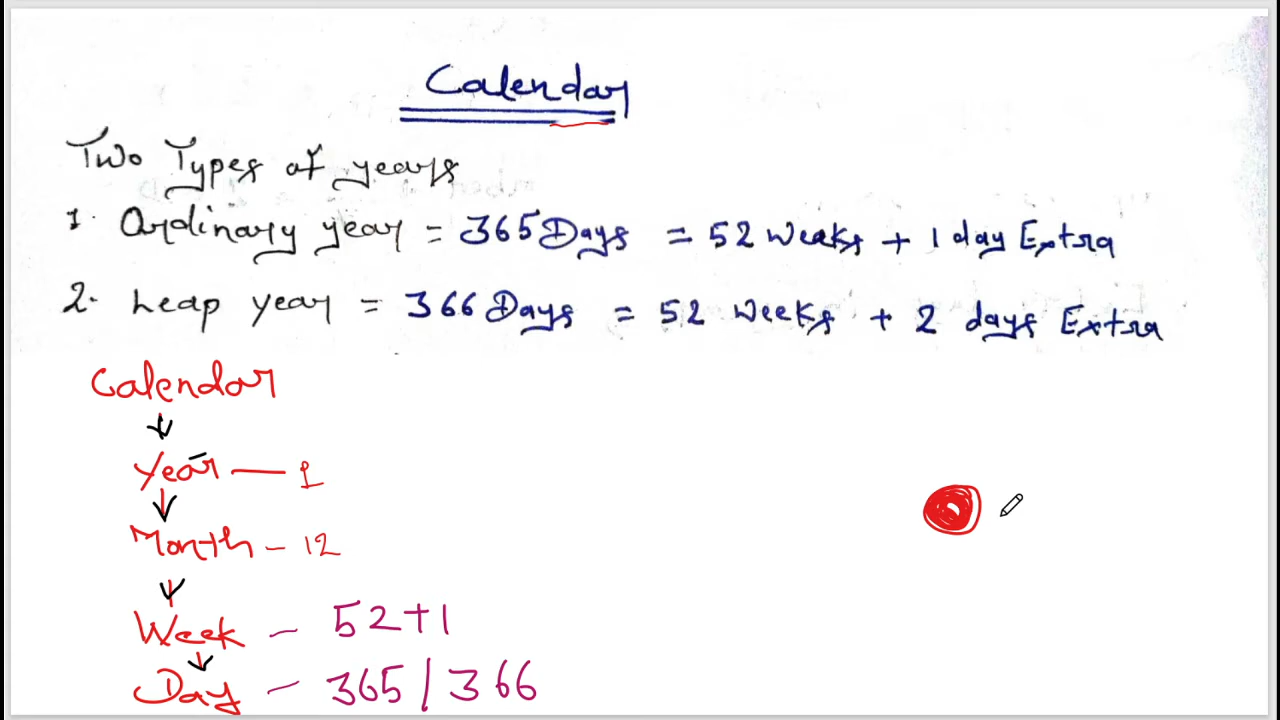 Calendar
Two Types of years
1. Ordinary year = 365 Days = 52 Weeks + 1 day Extra
2. Leap year = 366 Days = 52 weeks + 2 days Extra
Calendar
↓
Year — 1
↓
Month - 12
↓
Week - 52+1
↓
Day - 365 / 366